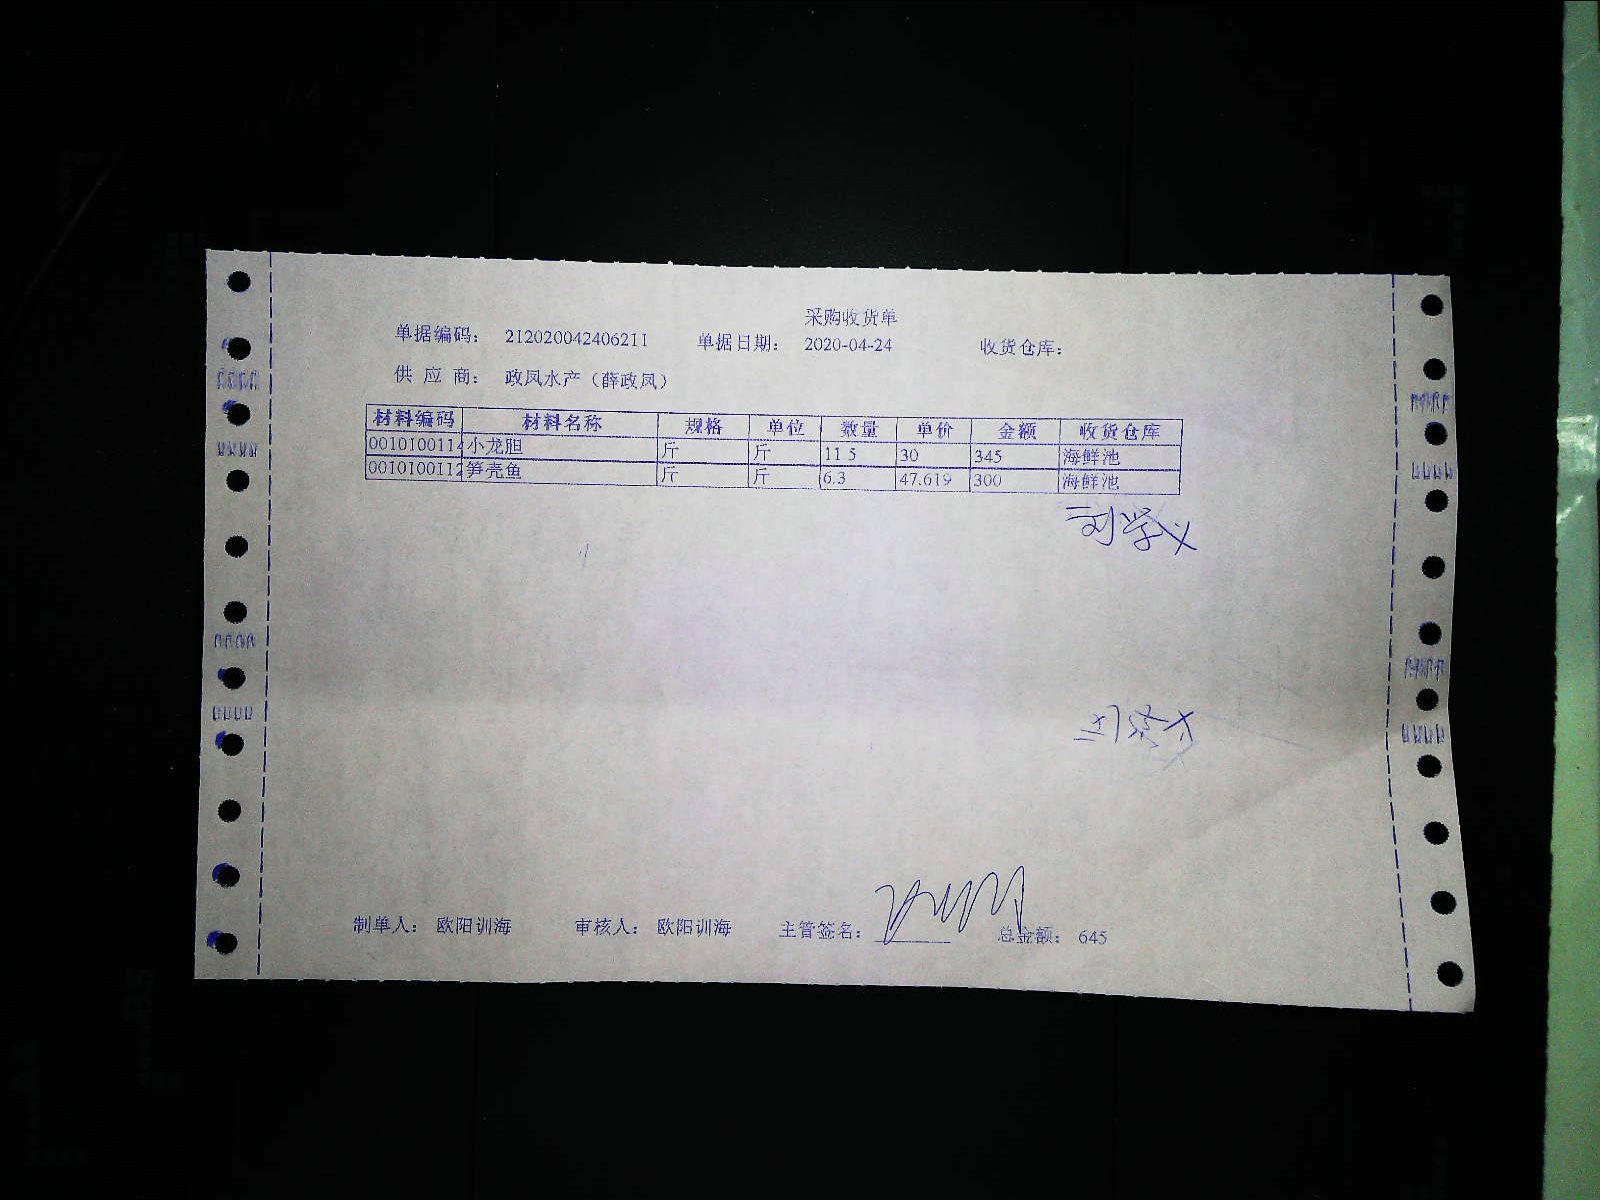 采购收货单
单据编码： 212020042406211 单据日期： 2020-04-24 收货仓库：
供 应 商： 政凤水产（薛政凤）
材料编码 材料名称 规格 单位 数量 单价 金额 收货仓库
0010100114 小龙胆 斤 斤 11.5 30 345 海鲜池
0010100112 笋壳鱼 斤 斤 6.3 47.619 300 海鲜池
刘学义
制单人： 欧阳训海 审核人： 欧阳训海 主管签名： 总金额： 645